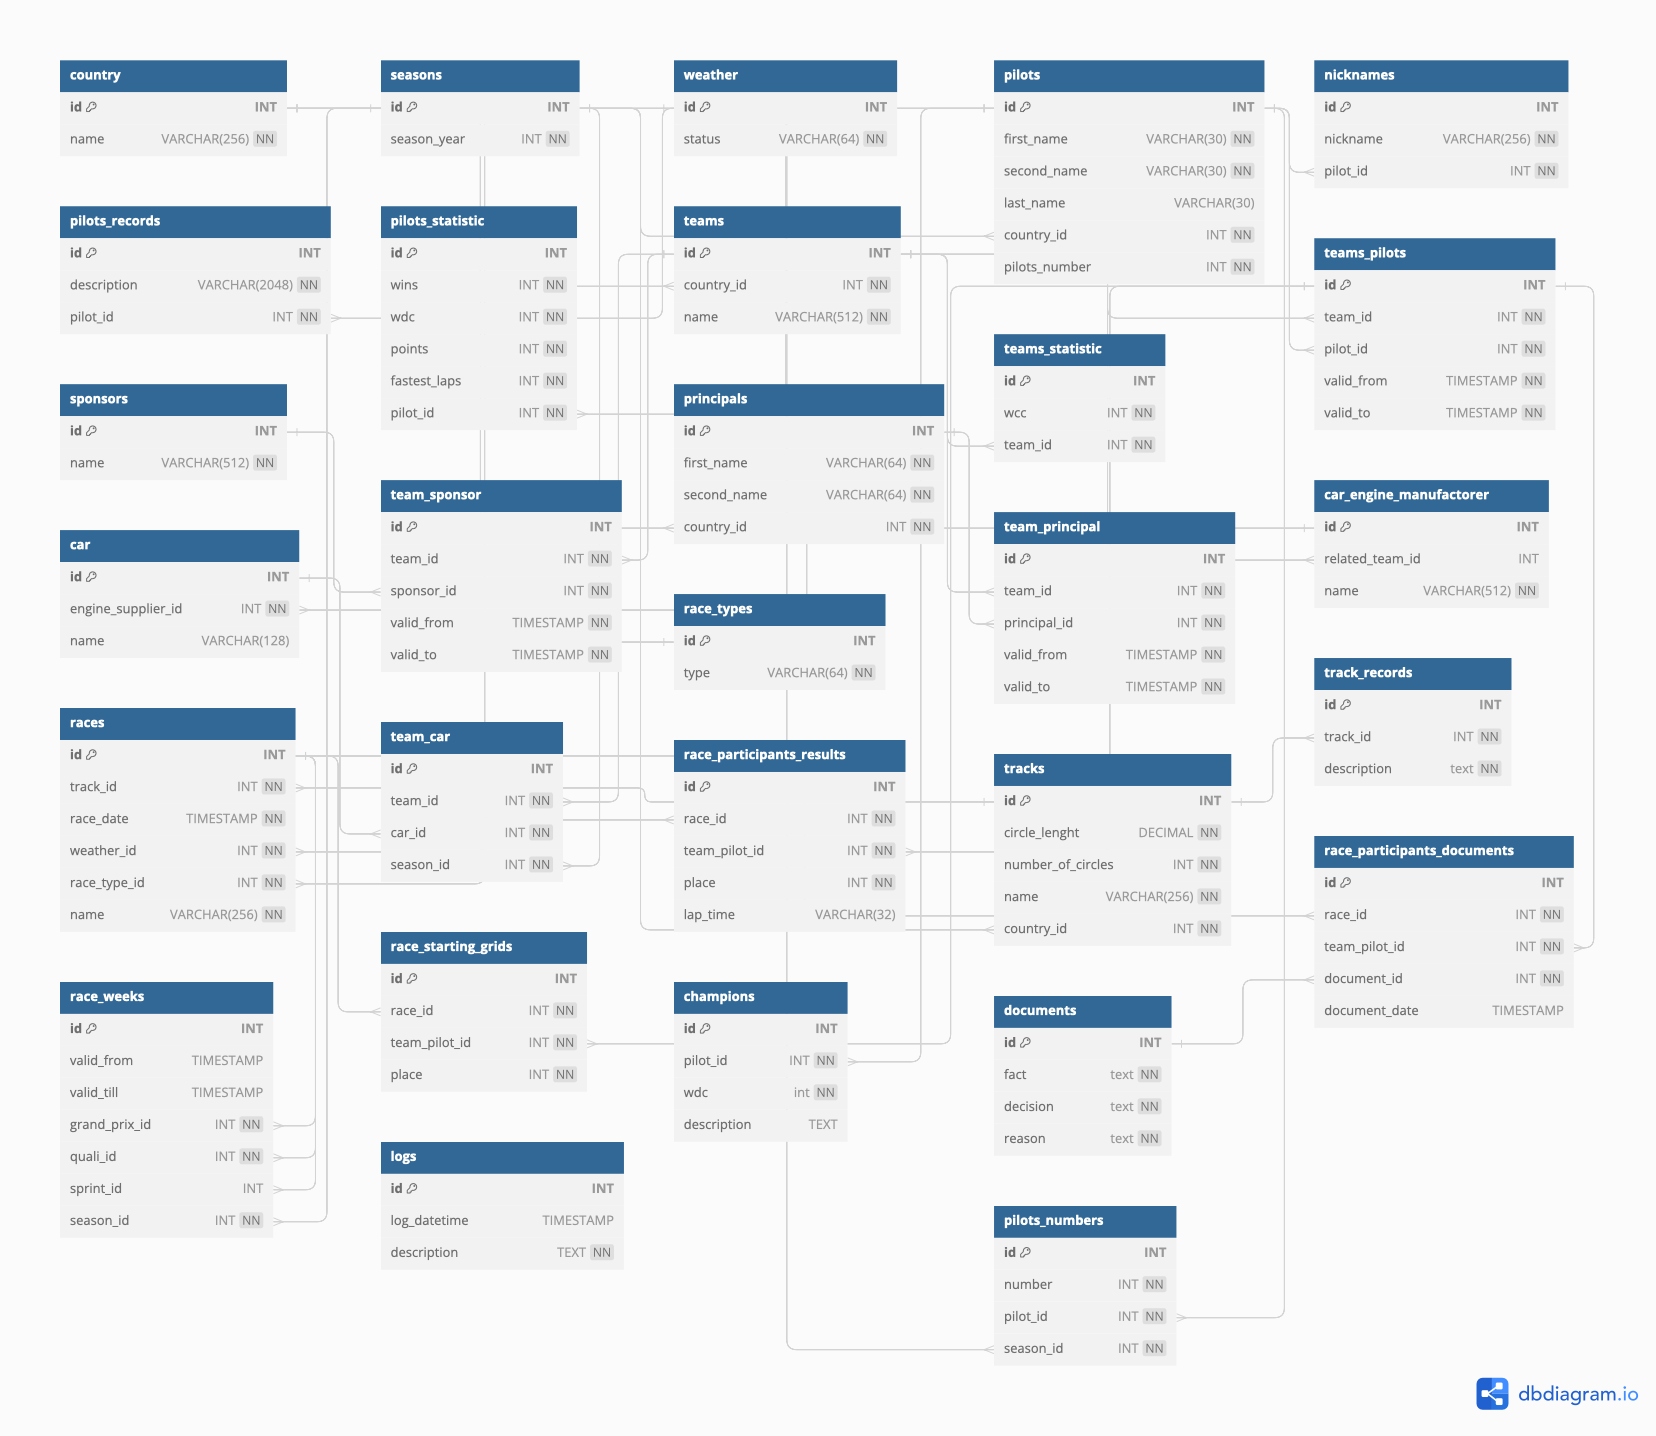 country
id INT
name VARCHAR(256) NN
pilots_records
id INT
description VARCHAR(2048) NN
pilot_id INT NN
sponsors
id INT
name VARCHAR(512) NN
car
id INT
engine_supplier_id INT NN
name VARCHAR(128)
races
id INT
track_id INT NN
race_date TIMESTAMP NN
weather_id INT NN
race_type_id INT NN
name VARCHAR(256) NN
race_weeks
id INT
valid_from TIMESTAMP
valid_till TIMESTAMP
grand_prix_id INT NN
quali_id INT NN
sprint_id INT
season_id INT NN
seasons
id INT
season_year INT NN
pilots_statistic
id INT
wins INT NN
wdc INT NN
points INT NN
fastest_laps INT NN
pilot_id INT NN
team_sponsor
id INT
team_id INT NN
sponsor_id INT NN
valid_from TIMESTAMP NN
valid_to TIMESTAMP NN
team_car
id INT
team_id INT NN
car_id INT NN
season_id INT NN
race_starting_grids
id INT
race_id INT NN
team_pilot_id INT NN
place INT NN
logs
id INT
log_datetime TIMESTAMP
description TEXT NN
weather
id INT
status VARCHAR(64) NN
teams
id INT
country_id INT NN
name VARCHAR(512) NN
principals
id INT
first_name VARCHAR(64) NN
second_name VARCHAR(64) NN
country_id INT NN
race_types
id INT
type VARCHAR(64) NN
race_participants_results
id INT
race_id INT NN
team_pilot_id INT NN
place INT NN
lap_time VARCHAR(32)
champions
id INT
pilot_id INT NN
wdc int NN
description TEXT
pilots
id INT
first_name VARCHAR(30) NN
second_name VARCHAR(30) NN
last_name VARCHAR(30)
country_id INT NN
pilots_number INT NN
teams_statistic
id INT
wcc INT NN
team_id INT NN
team_principal
id INT
team_id INT NN
principal_id INT NN
valid_from TIMESTAMP NN
valid_to TIMESTAMP NN
tracks
id INT
circle_lenght DECIMAL NN
number_of_circles INT NN
name VARCHAR(256) NN
country_id INT NN
documents
id INT
fact text NN
decision text NN
reason text NN
pilots_numbers
id INT
number INT NN
pilot_id INT NN
season_id INT NN
nicknames
id INT
nickname VARCHAR(256) NN
pilot_id INT NN
teams_pilots
id INT
team_id INT NN
pilot_id INT NN
valid_from TIMESTAMP NN
valid_to TIMESTAMP NN
car_engine_manufactorer
id INT
related_team_id INT
name VARCHAR(512) NN
track_records
id INT
track_id INT NN
description text NN
race_participants_documents
id INT
race_id INT NN
team_pilot_id INT NN
document_id INT NN
document_date TIMESTAMP
dbdiagram.io